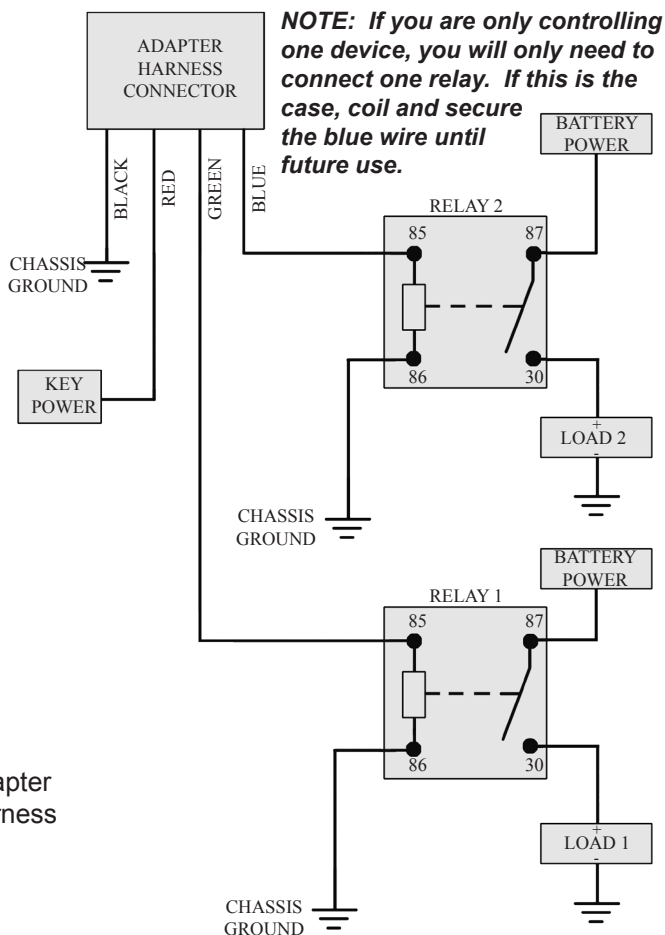 ADAPTER
HARNESS
CONNECTOR
NOTE: If you are only controlling
one device, you will only need to
connect one relay. If this is the
case, coil and secure
the blue wire until
future use.
BLACK
RED
GREEN
BLUE
BATTERY
POWER
RELAY 2
85
87
CHASSIS
GROUND
86
30
KEY
POWER
+
LOAD 2
-
CHASSIS
GROUND
BATTERY
POWER
RELAY 1
85
87
86
30
apter
rness
+
LOAD 1
-
CHASSIS
GROUND